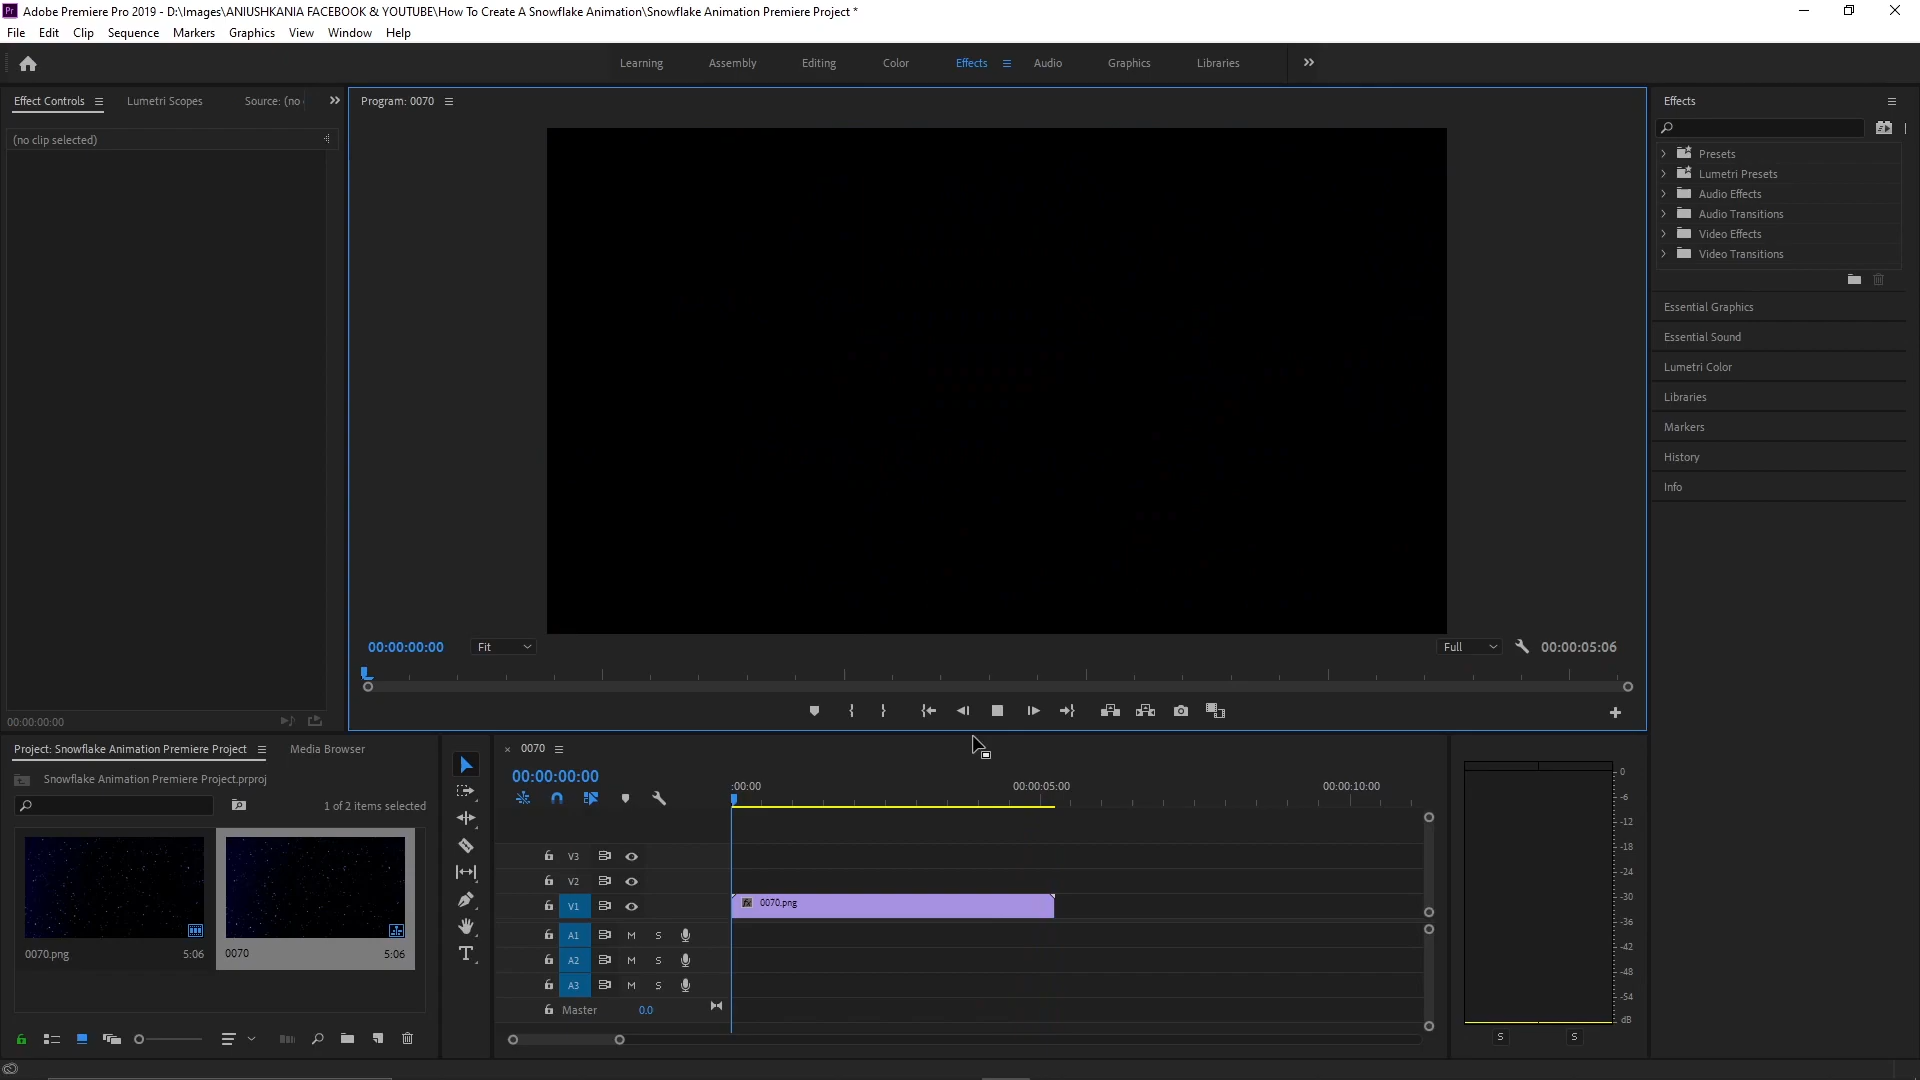 Adobe Premiere Pro 2019 - D:\Images\ANIUSHKANIA FACEBOOK & YOUTUBE\How To Create A Snowflake Animation\Snowflake Animation Premiere Project *
File Edit Clip Sequence Markers Graphics View Window Help
Learning Assembly Editing Color Effects Audio Graphics Libraries
Effect Controls Lumetri Scopes Source: (no
Program: 0070
Effects
(no clip selected)
Presets
Lumetri Presets
Audio Effects
Audio Transitions
Video Effects
Video Transitions
Essential Graphics
Essential Sound
Lumetri Color
Libraries
Markers
History
Info
00:00:00:00 Fit Full 00:00:05:06
00:00:00:00
Project: Snowflake Animation Premiere Project Media Browser
Snowflake Animation Premiere Project.prproj
1 of 2 items selected
0070.png 5:06
0070 5:06
0070
00:00:00:00
:00:00 00:00:05:00 00:00:10:00
V3
V2
V1 0070.png
A1 M S
A2 M S
A3 M S
Master 0.0
0
-6
-12
-18
-24
-30
-36
-42
-48
-54
dB
S S